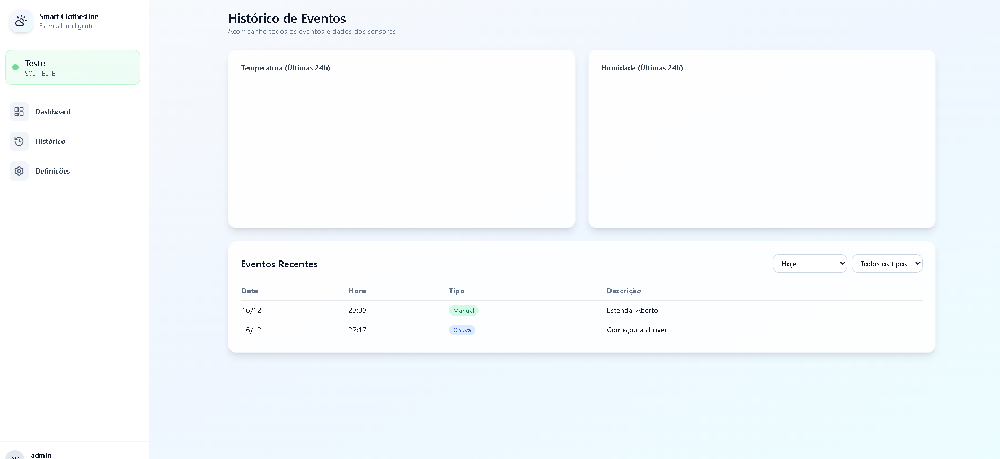 Smart Clothesline
Estendal Inteligente
Teste
SCL-TESTE
Dashboard
Histórico
Definições
admin
Histórico de Eventos
Acompanhe todos os eventos e dados dos sensores
Temperatura (Últimas 24h)
Humidade (Últimas 24h)
Eventos Recentes
Hoje
Todos os tipos
Data Hora Tipo Descrição
16/12 23:33 Manual Estendal Aberto
16/12 22:17 Chuva Começou a chover